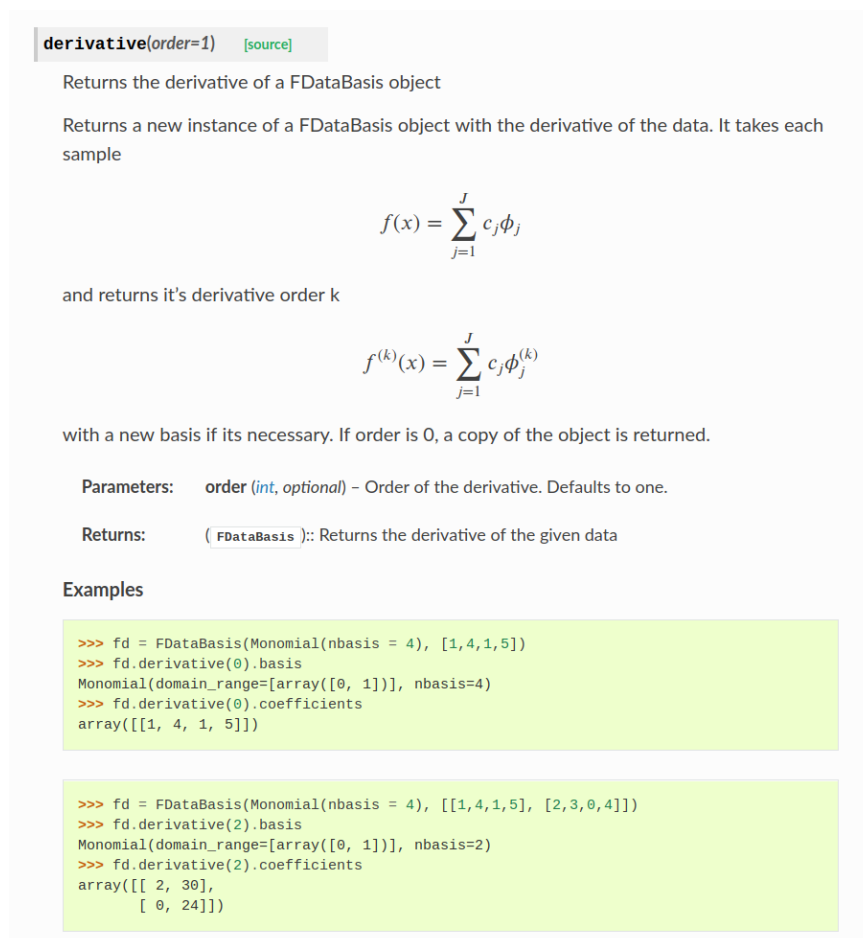 derivative(order=1) [source]
Returns the derivative of a FDataBasis object
Returns a new instance of a FDataBasis object with the derivative of the data. It takes each
sample
f(x) = ∑_{j=1}^{J} c_j ϕ_j
and returns it’s derivative order k
f^{(k)}(x) = ∑_{j=1}^{J} c_j ϕ_j^{(k)}
with a new basis if its necessary. If order is 0, a copy of the object is returned.
Parameters: order (int, optional) – Order of the derivative. Defaults to one.
Returns: ( FDataBasis ):: Returns the derivative of the given data
Examples
>>> fd = FDataBasis(Monomial(nbasis = 4), [1,4,1,5])
>>> fd.derivative(0).basis
Monomial(domain_range=[array([0, 1])], nbasis=4)
>>> fd.derivative(0).coefficients
array([[1, 4, 1, 5]])
>>> fd = FDataBasis(Monomial(nbasis = 4), [[1,4,1,5], [2,3,0,4]])
>>> fd.derivative(2).basis
Monomial(domain_range=[array([0, 1])], nbasis=2)
>>> fd.derivative(2).coefficients
array([[ 2, 30],
       [ 0, 24]])